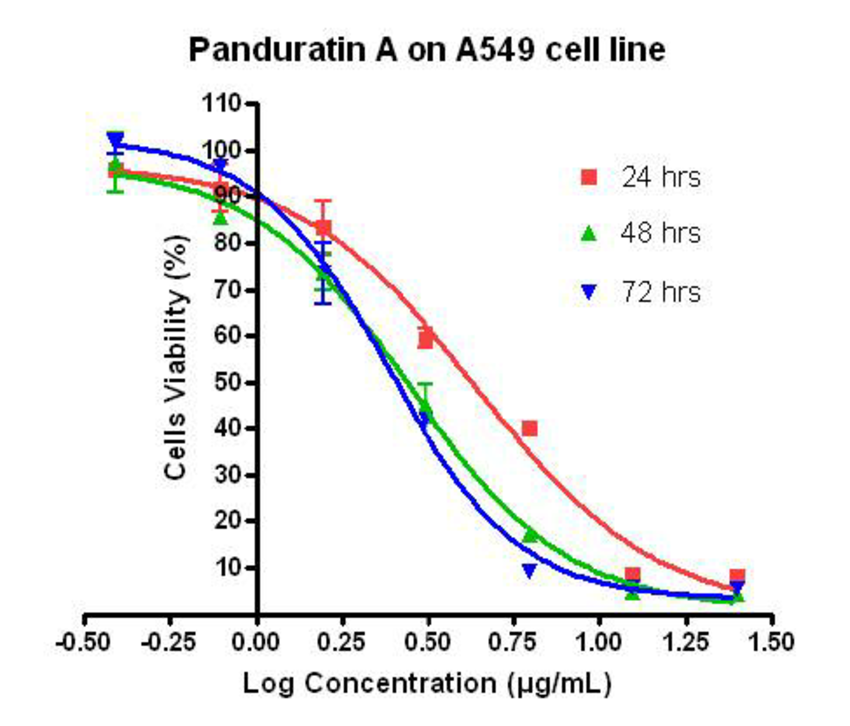 Panduratin A on A549 cell line
110
100
90
80
70
60
50
40
30
20
10
Cells Viability (%)
24 hrs
48 hrs
72 hrs
-0.50 -0.25 0.00 0.25 0.50 0.75 1.00 1.25 1.50
Log Concentration (µg/mL)